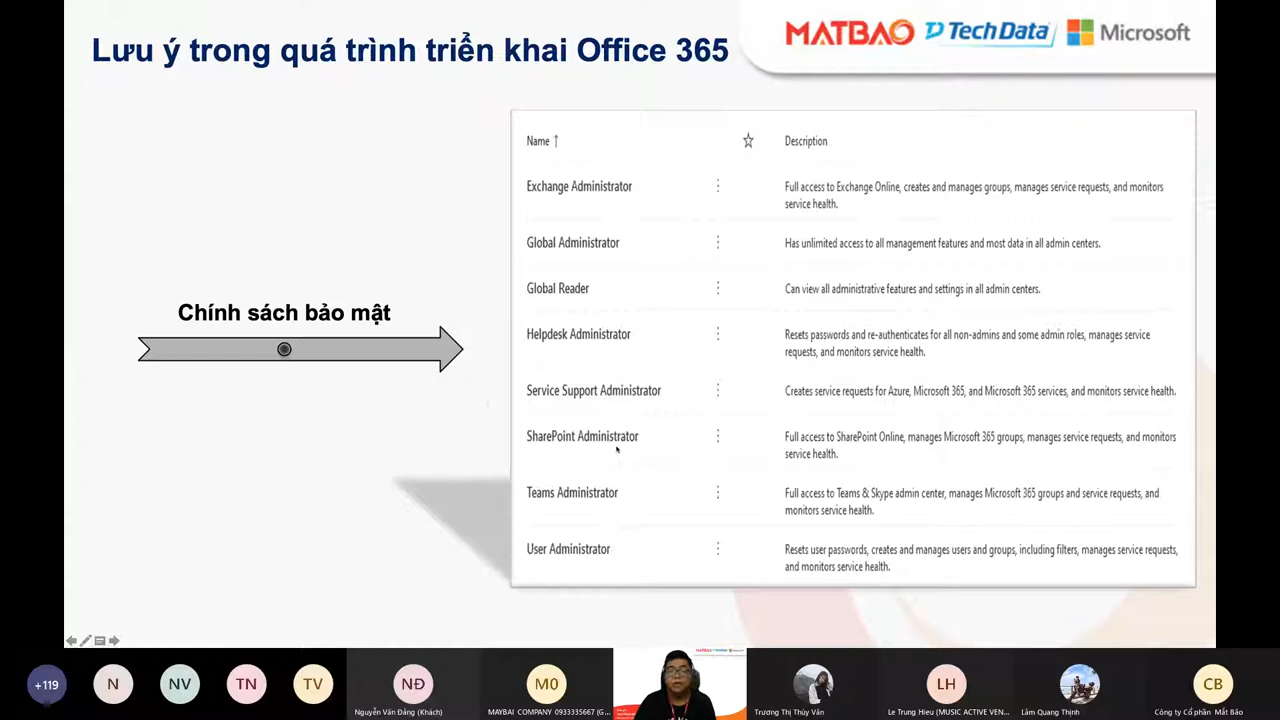 Lưu ý trong quá trình triển khai Office 365
MATBAO TechData Microsoft
Chính sách bảo mật
Name ↑ Description
Exchange Administrator
Full access to Exchange Online, creates and manages groups, manages service requests, and monitors
service health.
Global Administrator
Has unlimited access to all management features and most data in all admin centers.
Global Reader
Can view all administrative features and settings in all admin centers.
Helpdesk Administrator
Resets passwords and re-authenticates for all non-admins and some admin roles, manages service
requests, and monitors service health.
Service Support Administrator
Creates service requests for Azure, Microsoft 365, and Microsoft 365 services, and monitors service health.
SharePoint Administrator
Full access to SharePoint Online, manages Microsoft 365 groups, manages service requests, and monitors
service health.
Teams Administrator
Full access to Teams & Skype admin center, manages Microsoft 365 groups and service requests, and
monitors service health.
User Administrator
Resets user passwords, creates and manages users and groups, including filters, manages service requests,
and monitors service health.
+119 N NV TN TV NĐ M0 LH CB
Nguyễn Văn Đảng (Khách)
MAYBAI COMPANY 0933335667 (G...
Trương Thị Thùy Vân
Le Trung Hieu (MUSIC ACTIVE VEN...
Lâm Quang Thịnh
Công ty Cổ phần Mắt Bão